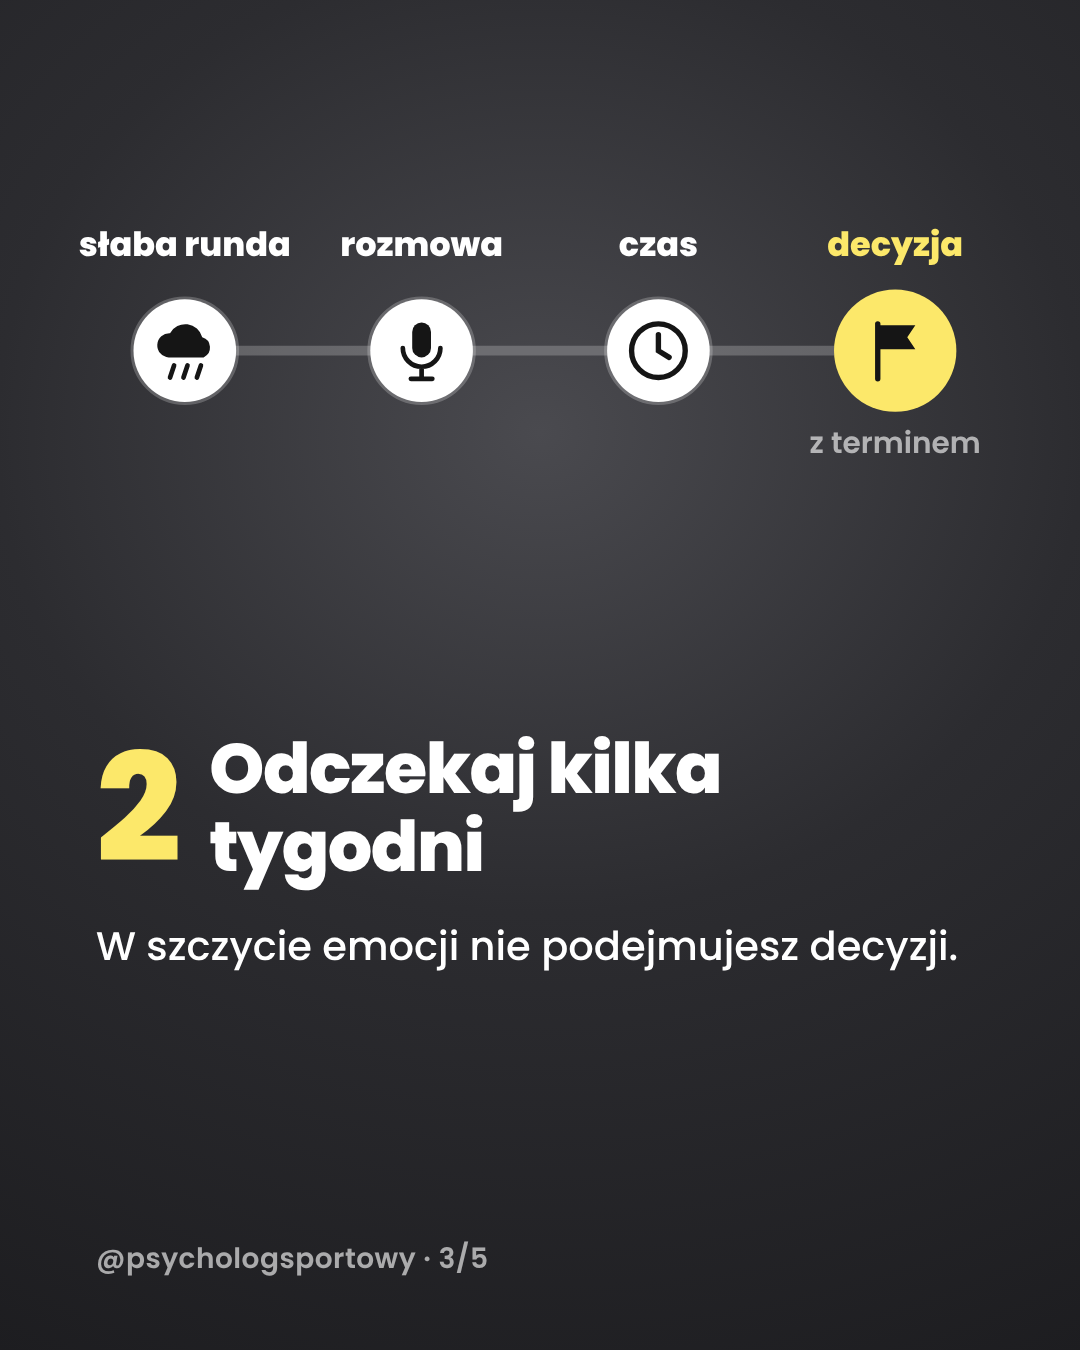 słaba runda rozmowa czas decyzja
z terminem
2 Odczekaj kilka
tygodni
W szczycie emocji nie podejmujesz decyzji.
@psychologsportowy · 3/5